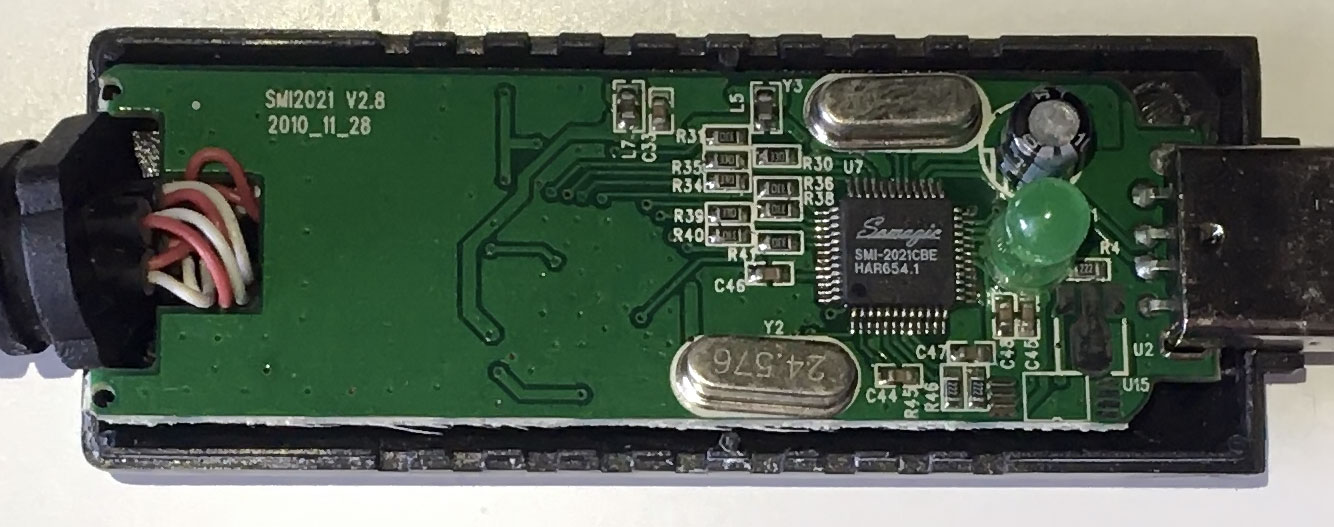 SMI2021 V2.8
2010_11_28
L7
C33
L5
Y3
R31
R35
R34
R30
R36
R38
R39
R40
R41
C46
U7
Somagic
SMI-2021CBE
HAR654.1
R4
222
Y2
24.576
C47
C44
R45
R46
C48
C45
U2
U15